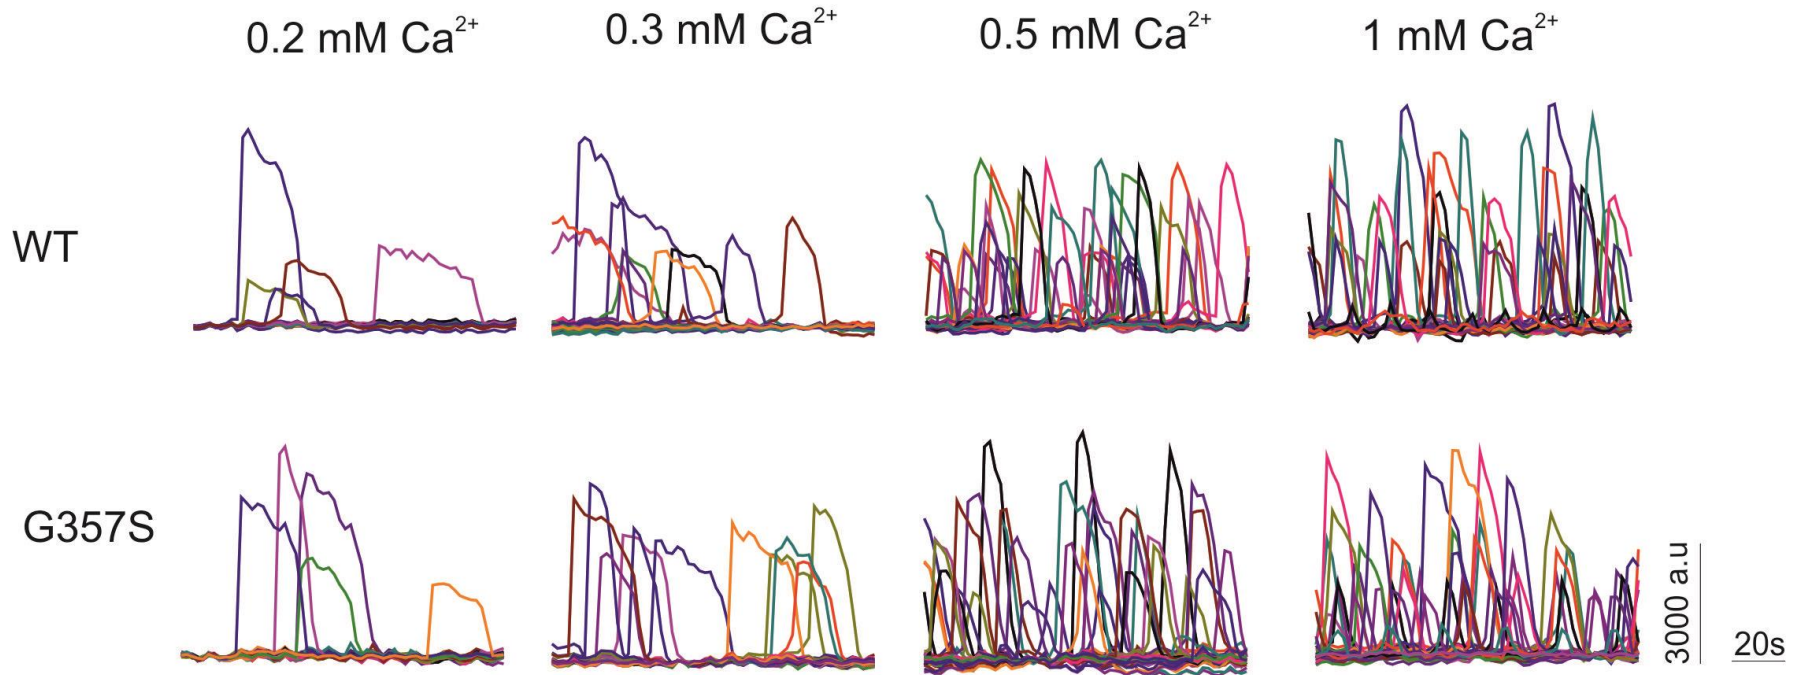 0.2 mM Ca²⁺ 0.3 mM Ca²⁺ 0.5 mM Ca²⁺ 1 mM Ca²⁺
WT
G357S
3000 a.u
20s